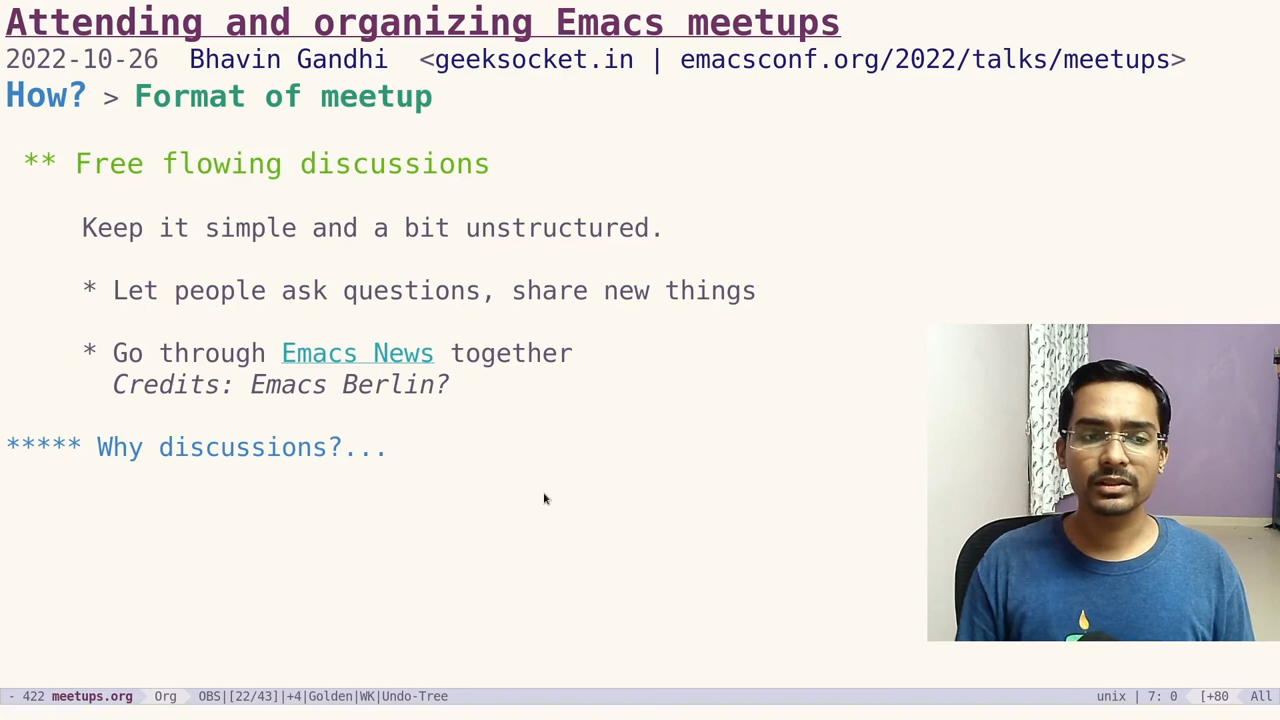 Attending and organizing Emacs meetups
2022-10-26 Bhavin Gandhi <geeksocket.in | emacsconf.org/2022/talks/meetups>
How? > Format of meetup
** Free flowing discussions
Keep it simple and a bit unstructured.
* Let people ask questions, share new things
* Go through Emacs News together
Credits: Emacs Berlin?
***** Why discussions?...
- 422 meetups.org Org OBS|[22/43]|+4|Golden|WK|Undo-Tree unix | 7: 0 [+80 All